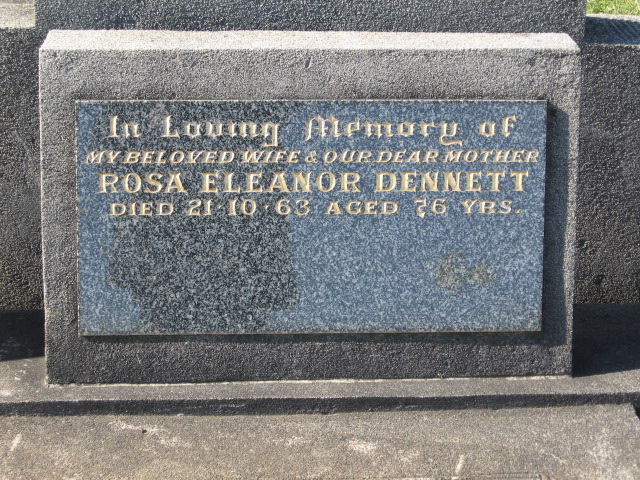 In Loving Memory of
MY BELOVED WIFE & OUR DEAR MOTHER
ROSA ELEANOR DENNETT
DIED 21·10·63 AGED 76 YRS.